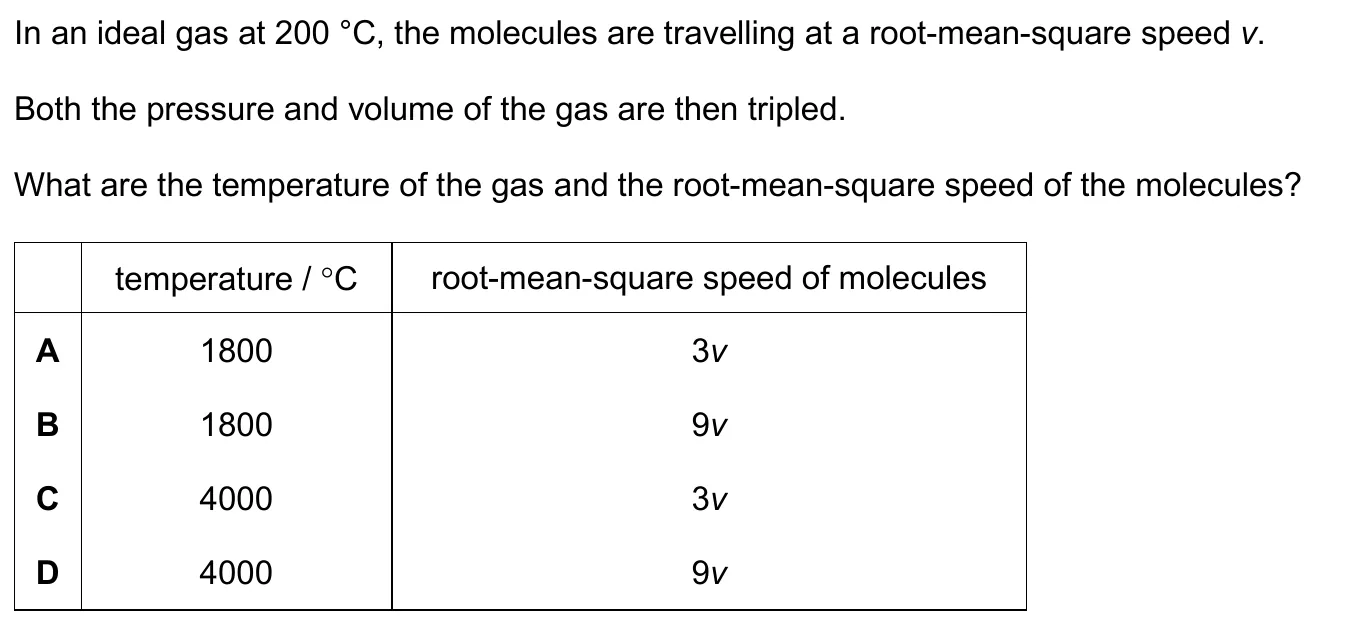 In an ideal gas at 200 °C, the molecules are travelling at a root-mean-square speed v.
Both the pressure and volume of the gas are then tripled.
What are the temperature of the gas and the root-mean-square speed of the molecules?
temperature / °C root-mean-square speed of molecules
A 1800 3v
B 1800 9v
C 4000 3v
D 4000 9v